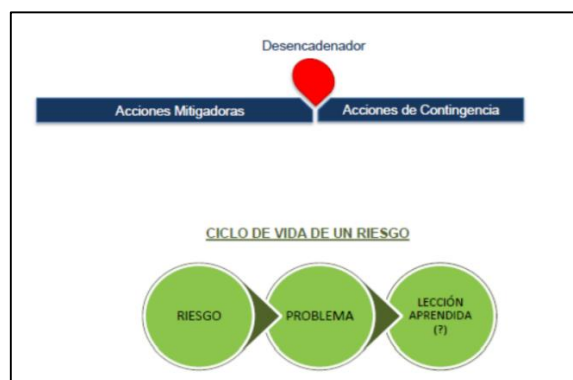 Desencadenador
Acciones Mitigadoras
Acciones de Contingencia
CICLO DE VIDA DE UN RIESGO
RIESGO
PROBLEMA
LECCIÓN
APRENDIDA
(?)